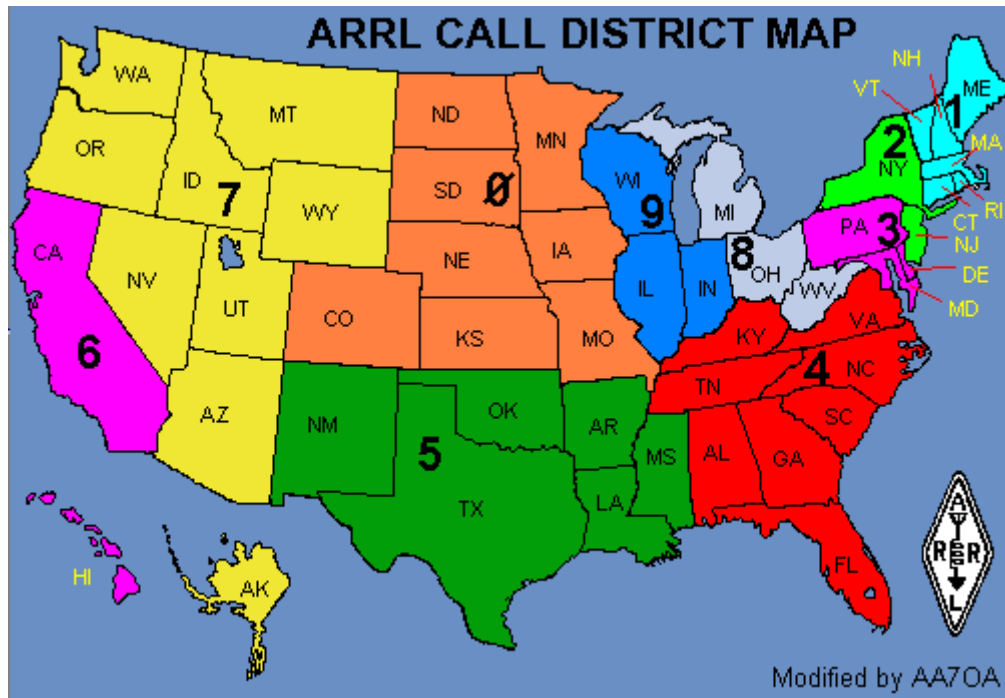 ARRL CALL DISTRICT MAP
NH
WA
VT
ME
MT
ND
MN
1
OR
2
MA
ID
7
SD
Ø
WI
NY
WY
9
MI
RI
PA
3
CT
CA
NJ
NE
IA
8
OH
DE
NV
IL
IN
WV
UT
MD
CO
KS
MO
KY
VA
6
TN
4
NC
AZ
NM
OK
AR
SC
5
MS
AL
GA
TX
LA
FL
HI
AK
A
R R
L
Modified by AA7OA